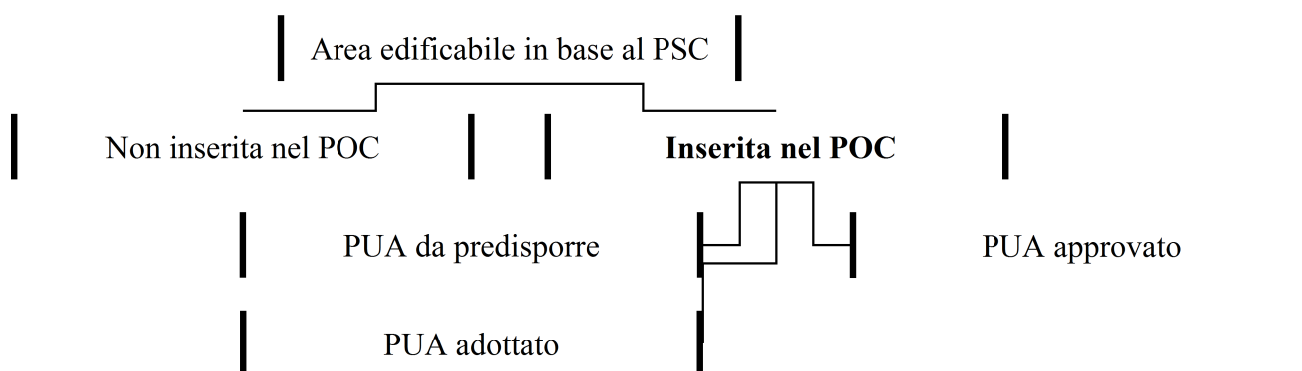 Area edificabile in base al PSC
Non inserita nel POC
Inserita nel POC
PUA da predisporre
PUA approvato
PUA adottato